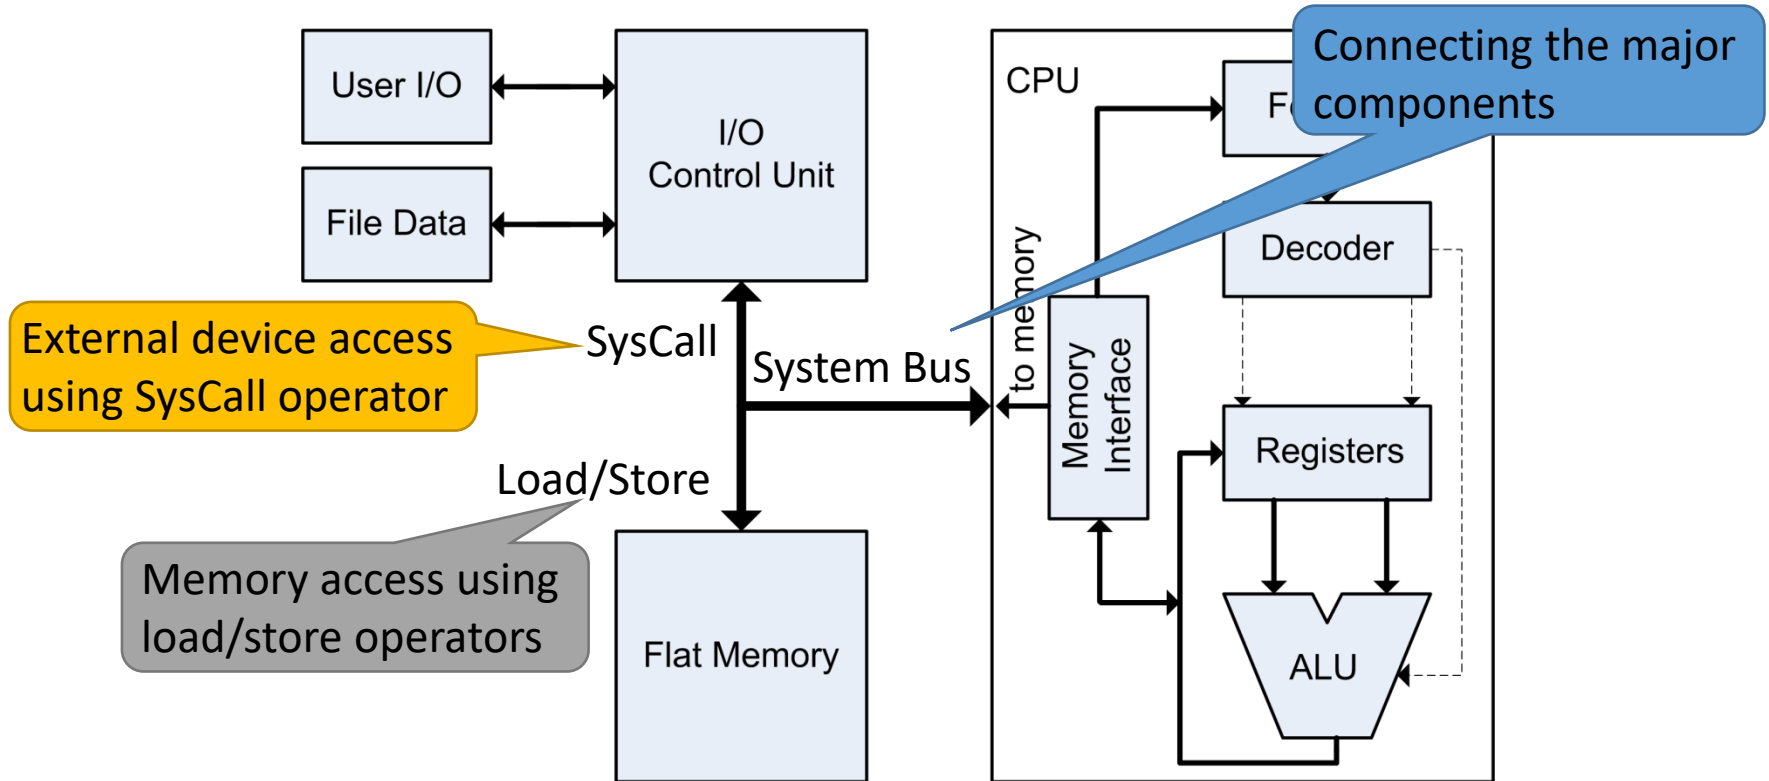 User I/O
File Data
I/O
Control Unit
CPU
Connecting the major
components
Decoder
to memory
Memory
Interface
Registers
ALU
External device access
using SysCall operator
SysCall
System Bus
Load/Store
Memory access using
load/store operators
Flat Memory